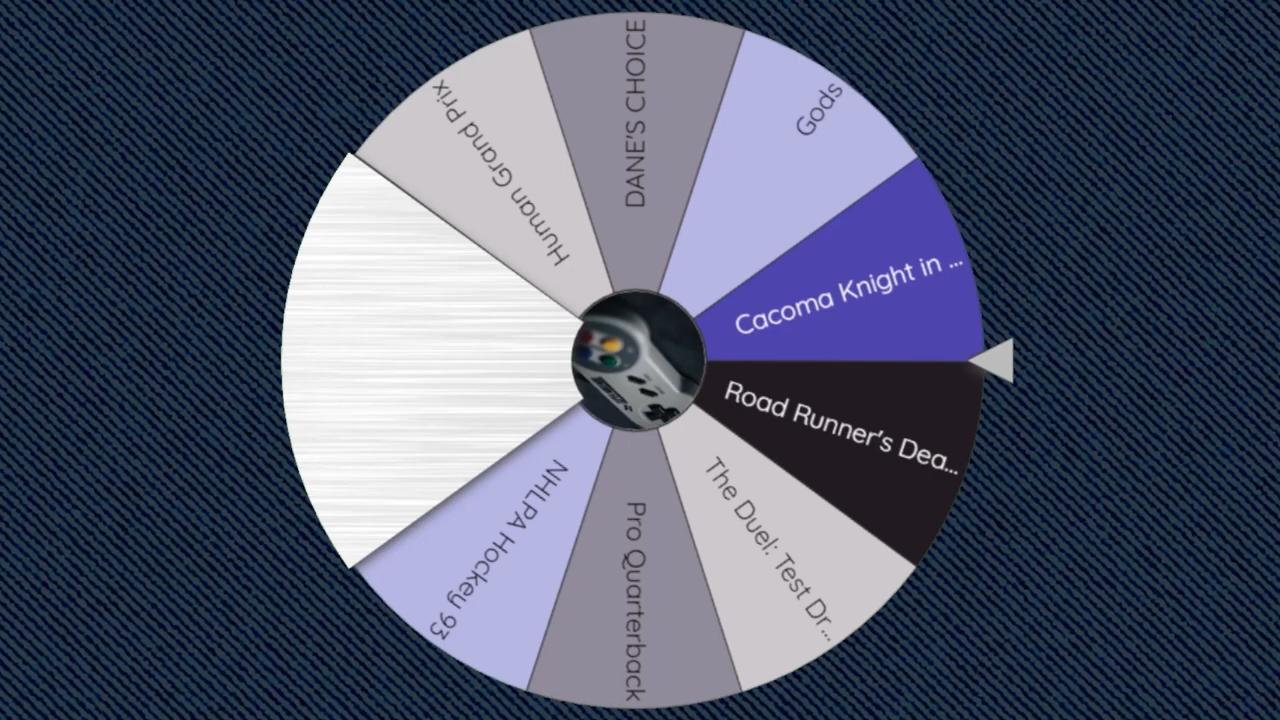 DANE'S CHOICE
Gods
Cacoma Knight in ...
Road Runner's Dea...
The Duel: Test Dr...
Pro Quarterback
NHLPA Hockey 93
Human Grand Prix